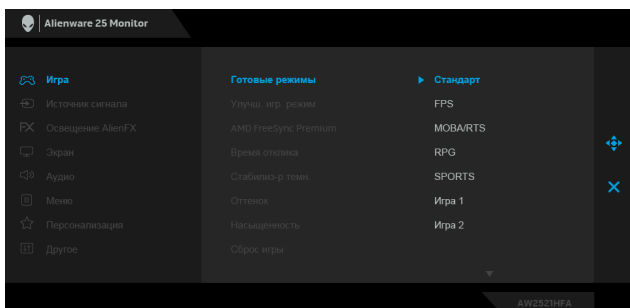 Alienware 25 Monitor
Игра
Источник сигнала
Освещение AlienFX
Экран
Аудио
Меню
Персонализация
Другое
Готовые режимы
Улучш. игр. режим
AMD FreeSync Premium
Время отклика
Стабилиз-р темн.
Оттенок
Насыщенность
Сброс игры
Стандарт
FPS
MOBA/RTS
RPG
SPORTS
Игра 1
Игра 2
AW2521HFA